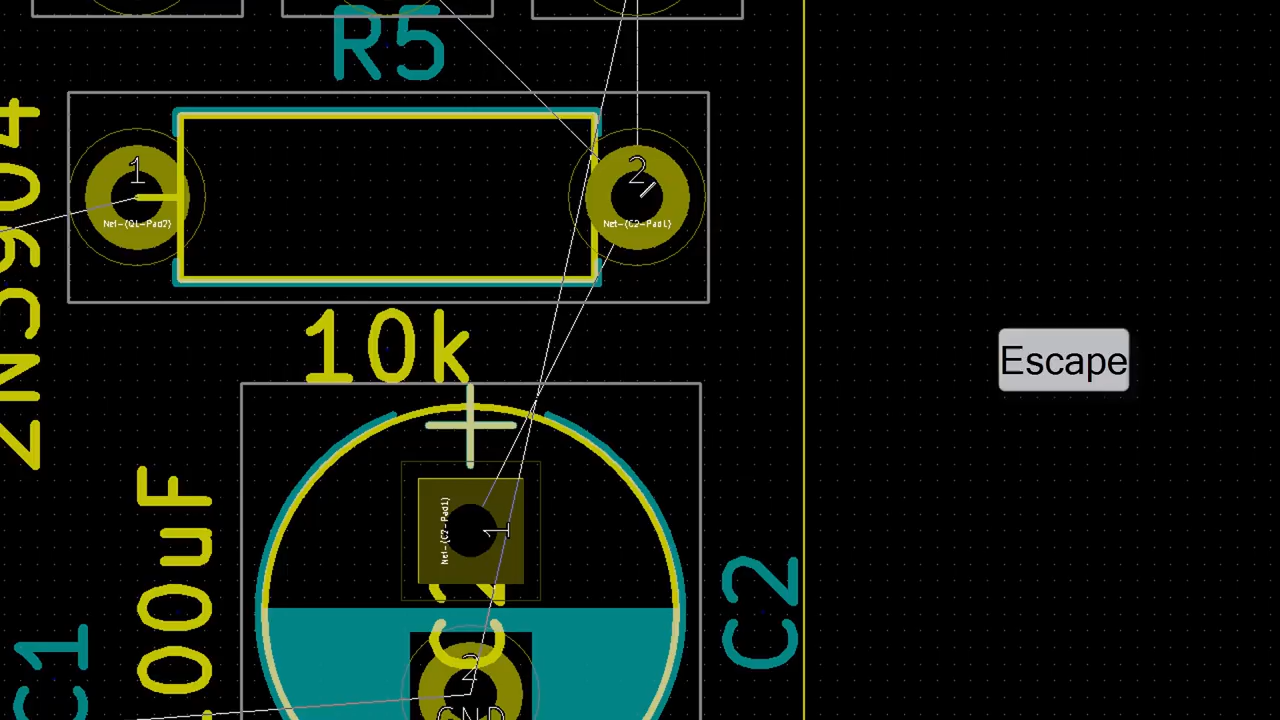 R5
1
Net-(Q1-Pad2)
2
Net-(C2-Pad1)
2N3904
10k
Escape
00uF
Net-(C2-Pad1)
1
C2
C2
C1
2
GND